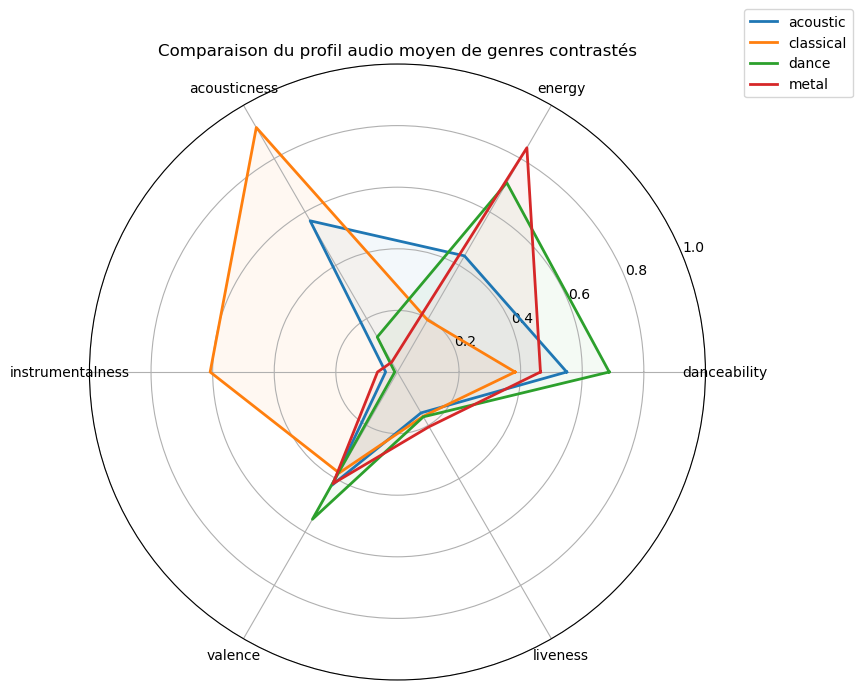 acoustic
classical
dance
metal
Comparaison du profil audio moyen de genres contrastés
acousticness
energy
1.0
0.8
0.6
0.4
0.2
instrumentalness
danceability
valence
liveness